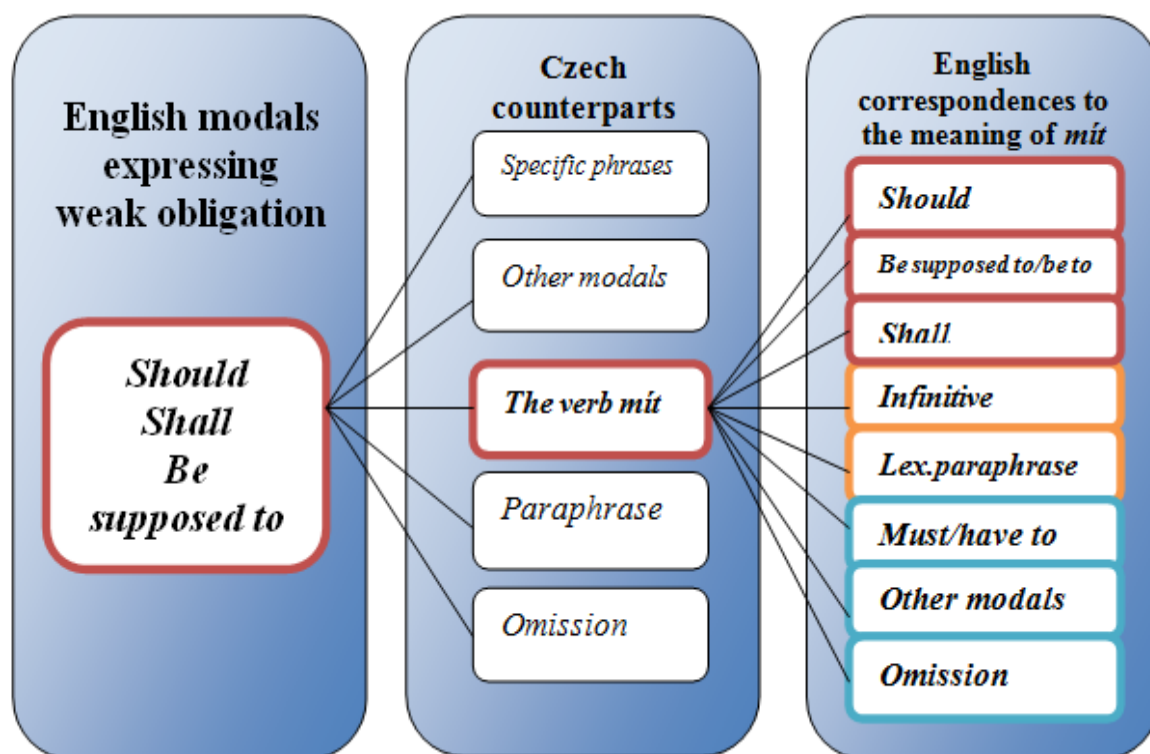 English modals
expressing
weak obligation
Should
Shall
Be
supposed to
Czech
counterparts
Specific phrases
Other modals
The verb mít
Paraphrase
Omission
English
correspondences to
the meaning of mít
Should
Be supposed to/be to
Shall
Infinitive
Lex.paraphrase
Must/have to
Other modals
Omission